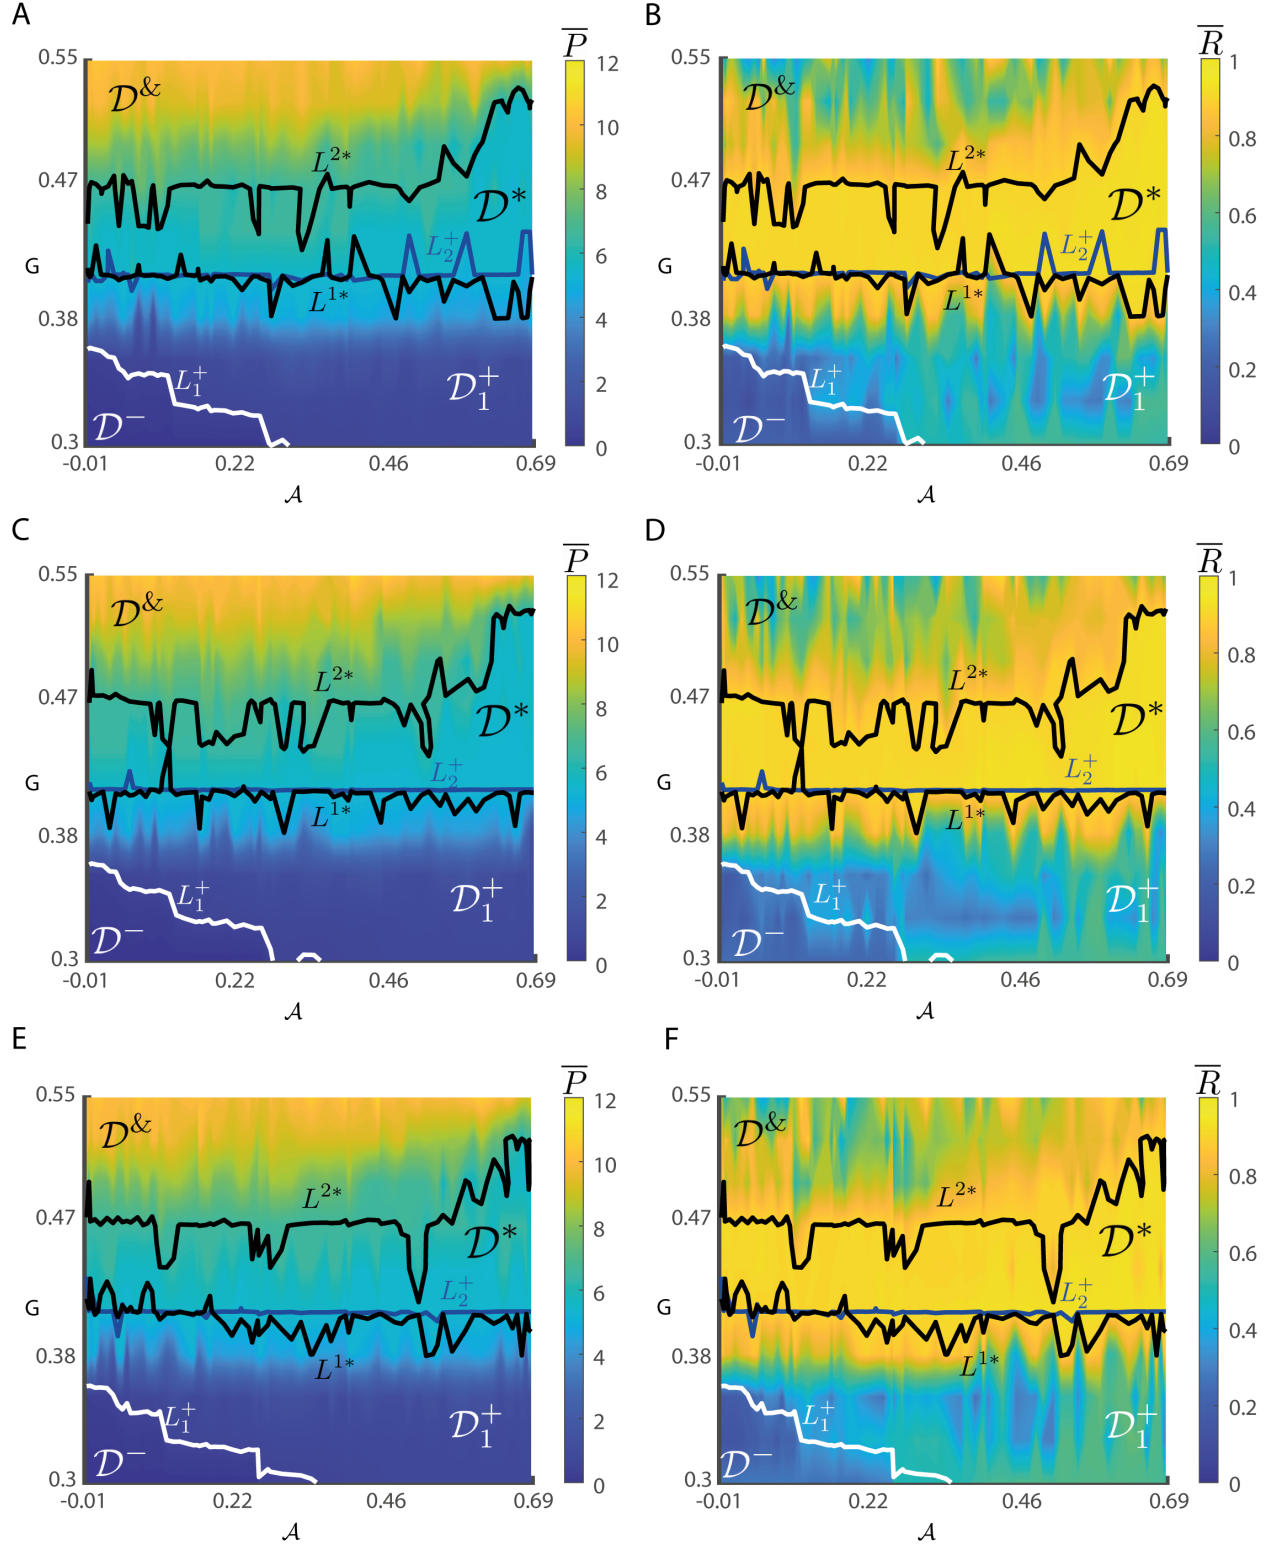 A
P̅
0.55
12
𝒟&
10
L²*
0.47
8
𝒟*
6
L₂⁺
G
L¹*
4
0.38
L₁⁺
𝒟₁⁺
2
𝒟⁻
0.3
0
-0.01 0.22 0.46 0.69
𝒜
B
R̅
0.55
1
𝒟&
0.8
L²*
0.47
𝒟*
0.6
L₂⁺
G
L¹*
0.4
0.38
L₁⁺
𝒟₁⁺
0.2
𝒟⁻
0.3
0
-0.01 0.22 0.46 0.69
𝒜
C
P̅
0.55
12
𝒟&
10
L²*
0.47
8
𝒟*
6
L₂⁺
G
L¹*
4
0.38
L₁⁺
𝒟₁⁺
2
𝒟⁻
0.3
0
-0.01 0.22 0.46 0.69
𝒜
D
R̅
0.55
1
𝒟&
0.8
L²*
0.47
𝒟*
0.6
L₂⁺
G
L¹*
0.4
0.38
L₁⁺
𝒟₁⁺
0.2
𝒟⁻
0.3
0
-0.01 0.22 0.46 0.69
𝒜
E
P̅
0.55
12
𝒟&
10
L²*
0.47
8
𝒟*
6
L₂⁺
G
L¹*
4
0.38
L₁⁺
𝒟₁⁺
2
𝒟⁻
0.3
0
-0.01 0.22 0.46 0.69
𝒜
F
R̅
0.55
1
𝒟&
0.8
L²*
0.47
𝒟*
0.6
L₂⁺
G
L¹*
0.4
0.38
L₁⁺
𝒟₁⁺
0.2
𝒟⁻
0.3
0
-0.01 0.22 0.46 0.69
𝒜